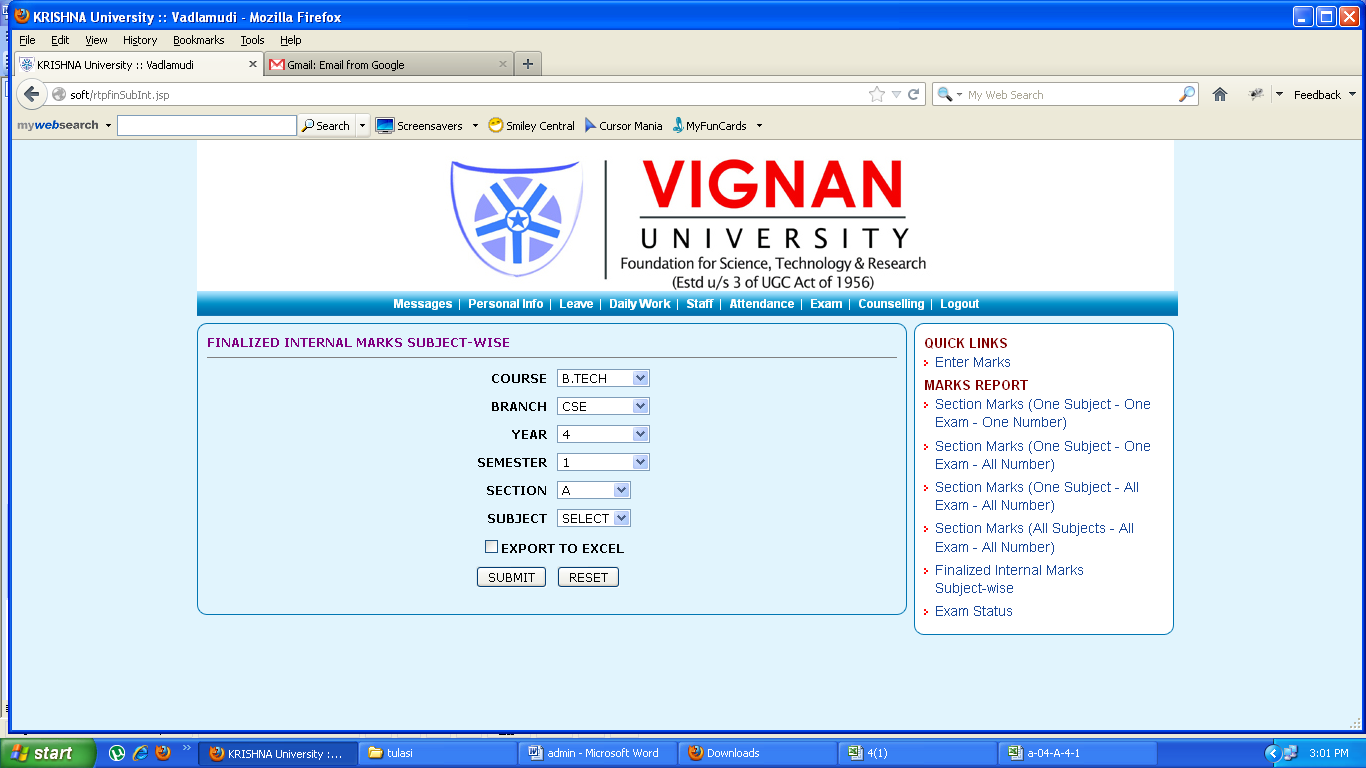 KRISHNA University :: Vadlamudi - Mozilla Firefox
File Edit View History Bookmarks Tools Help
KRISHNA University :: Vadlamudi
Gmail: Email from Google
soft/rtpfinSubInt.jsp
My Web Search
Feedback
mywebsearch
Search
Screensavers
Smiley Central
Cursor Mania
MyFunCards
VIGNAN
UNIVERSITY
Foundation for Science, Technology & Research
(Estd u/s 3 of UGC Act of 1956)
Messages | Personal Info | Leave | Daily Work | Staff | Attendance | Exam | Counselling | Logout
FINALIZED INTERNAL MARKS SUBJECT-WISE
COURSE B.TECH
BRANCH CSE
YEAR 4
SEMESTER 1
SECTION A
SUBJECT SELECT
EXPORT TO EXCEL
SUBMIT RESET
QUICK LINKS
Enter Marks
MARKS REPORT
Section Marks (One Subject - One
Exam - One Number)
Section Marks (One Subject - One
Exam - All Number)
Section Marks (One Subject - All
Exam - All Number)
Section Marks (All Subjects - All
Exam - All Number)
Finalized Internal Marks
Subject-wise
Exam Status
start
KRISHNA University :...
tulasi
admin - Microsoft Word
Downloads
4(1)
a-04-A-4-1
3:01 PM